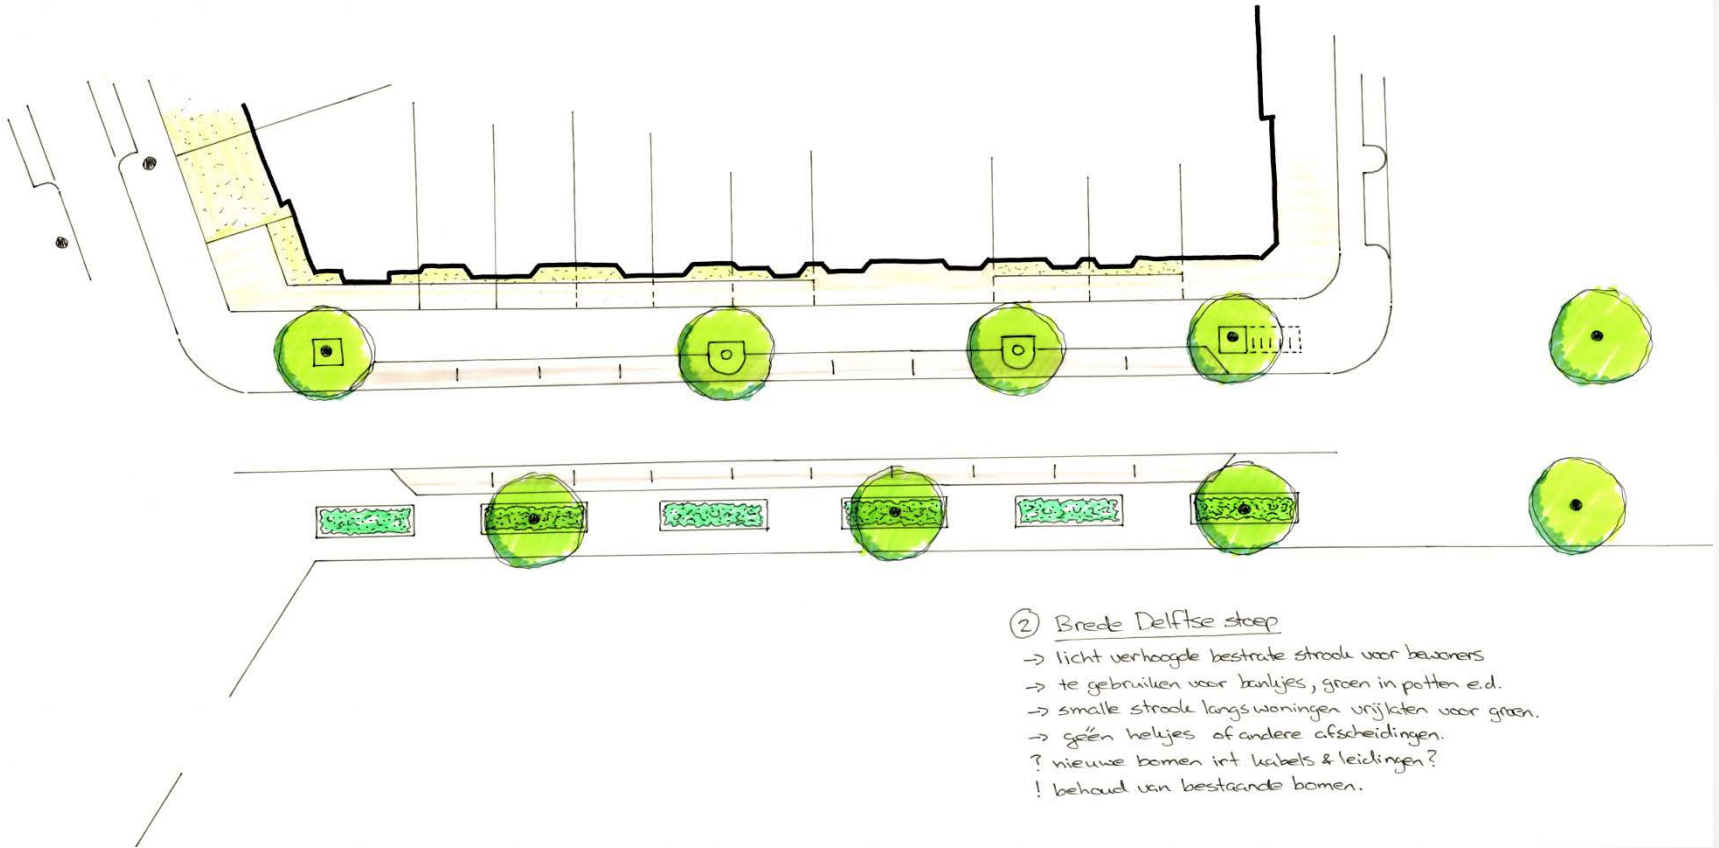 2 Brede Delftse stoep
-> licht verhoogde bestrate strook voor bewoners
-> te gebruiken voor bankjes, groen in potten e.d.
-> smalle strook langs woningen vrijlaten voor groen.
-> géén hekjes of andere afscheidingen.
? nieuwe bomen irt kabels & leidingen?
! behoud van bestaande bomen.